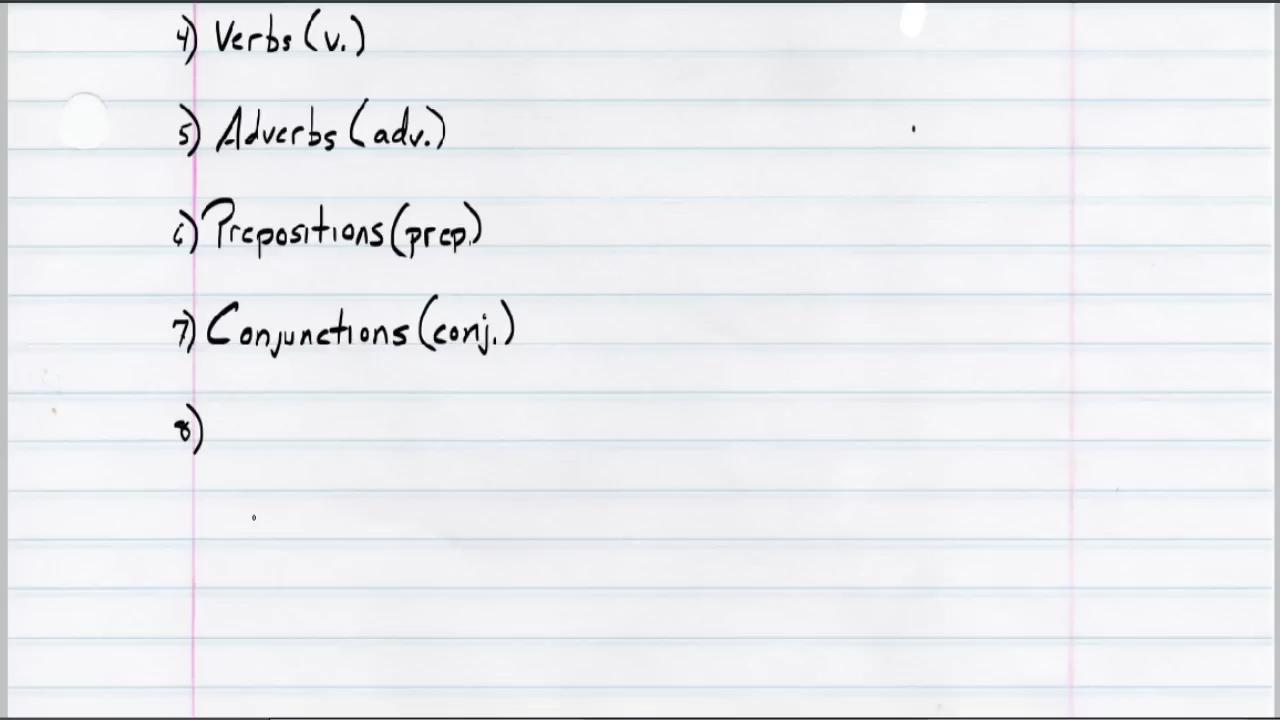 4) Verbs (v.)
5) Adverbs (adv.)
6) Prepositions (prep.)
7) Conjunctions (conj.)
8)